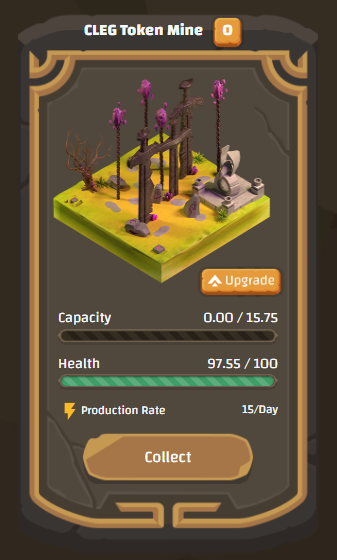 CLEG Token Mine 0
Upgrade
Capacity 0.00 / 15.75
Health 97.55 / 100
Production Rate 15/Day
Collect